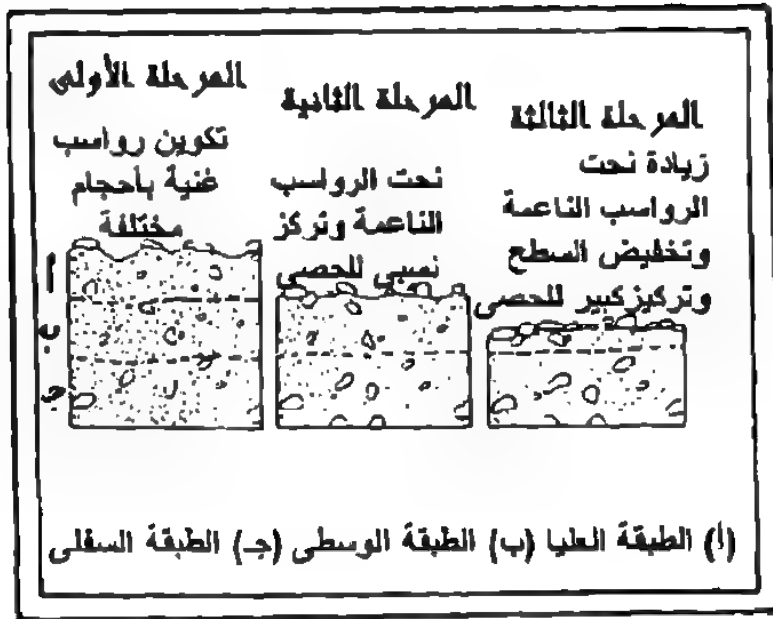 المرحلة الأولى
تكوين رواسب
غنية بأحجام
مختلفة
المرحلة الثانية
نحت الرواسب
الناعمة وتركز
نسبي للحصى
المرحلة الثالثة
زيادة نحت
الرواسب الناعمة
وتخفيض السطح
وتركيز كبير للحصى
أ
ب
جـ
(أ) الطبقة العليا (ب) الطبقة الوسطى (جـ) الطبقة السفلى